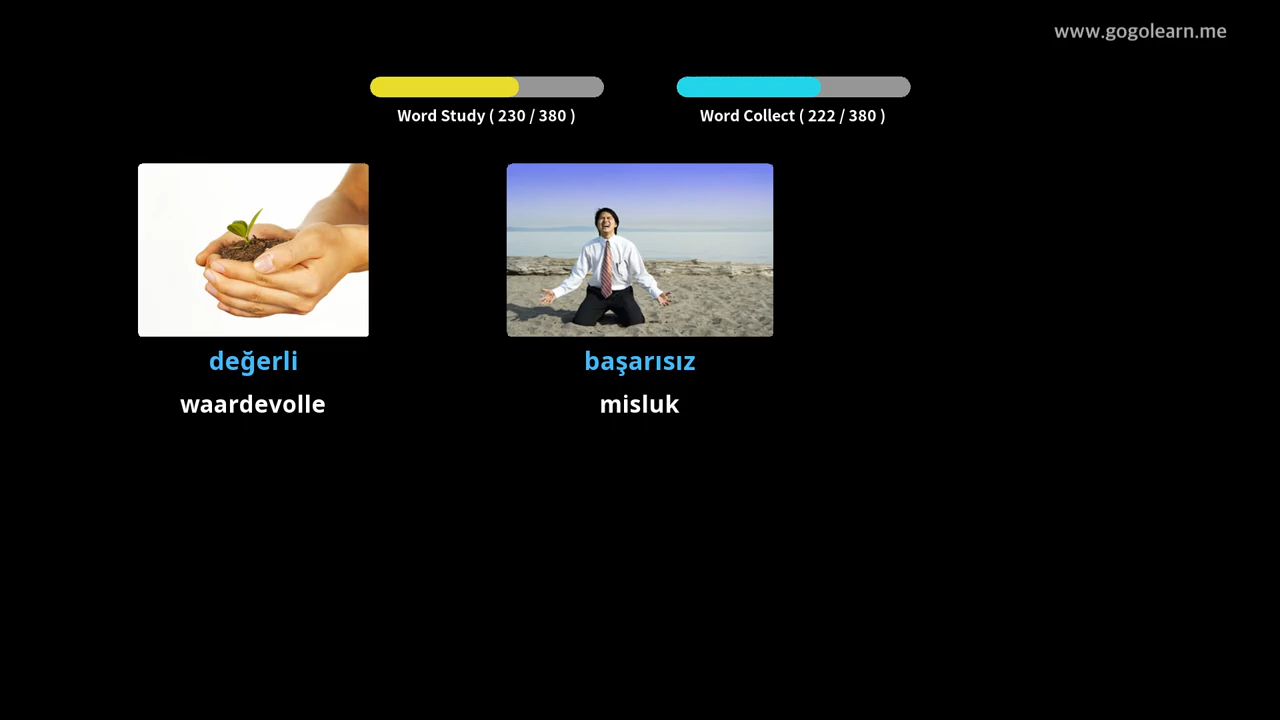 www.gogolearn.me
Word Study ( 230 / 380 )
Word Collect ( 222 / 380 )
değerli
waardevolle
başarısız
misluk